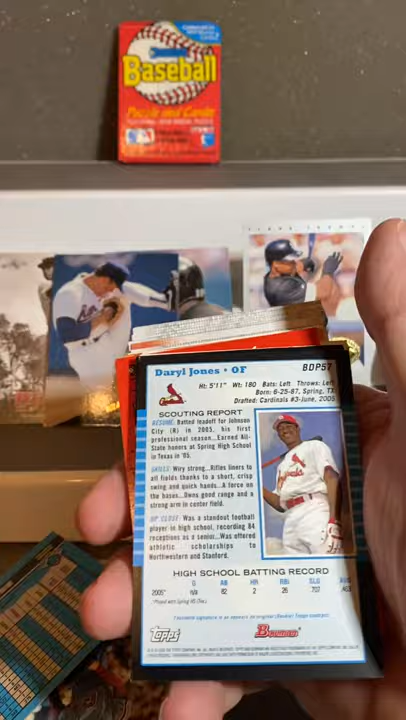 Baseball
Puzzle and Cards
Daryl Jones • OF
BDP57
Ht: 5'11" Wt: 180 Bats: Left Throws: Left
Born: 6-25-87, Spring, TX
Drafted: Cardinals #3-June, 2005
SCOUTING REPORT
RESUME: Batted leadoff for Johnson
City (R) in 2005, his first
professional season...Earned All-
State honors at Spring High School
in Texas in '05.
SKILLS: Wiry strong...Rifles liners to
all fields thanks to a short, crisp
swing and quick hands...A force on
the bases...Owns good range and a
strong arm in center field.
UP CLOSE: Was a standout football
player in high school, recording 84
receptions as a senior...Was offered
athletic scholarships to
Northwestern and Stanford.
HIGH SCHOOL BATTING RECORD
G AB HR RBI SLG AVG
2005* n/a 82 2 26 .707
Topps
Bowman